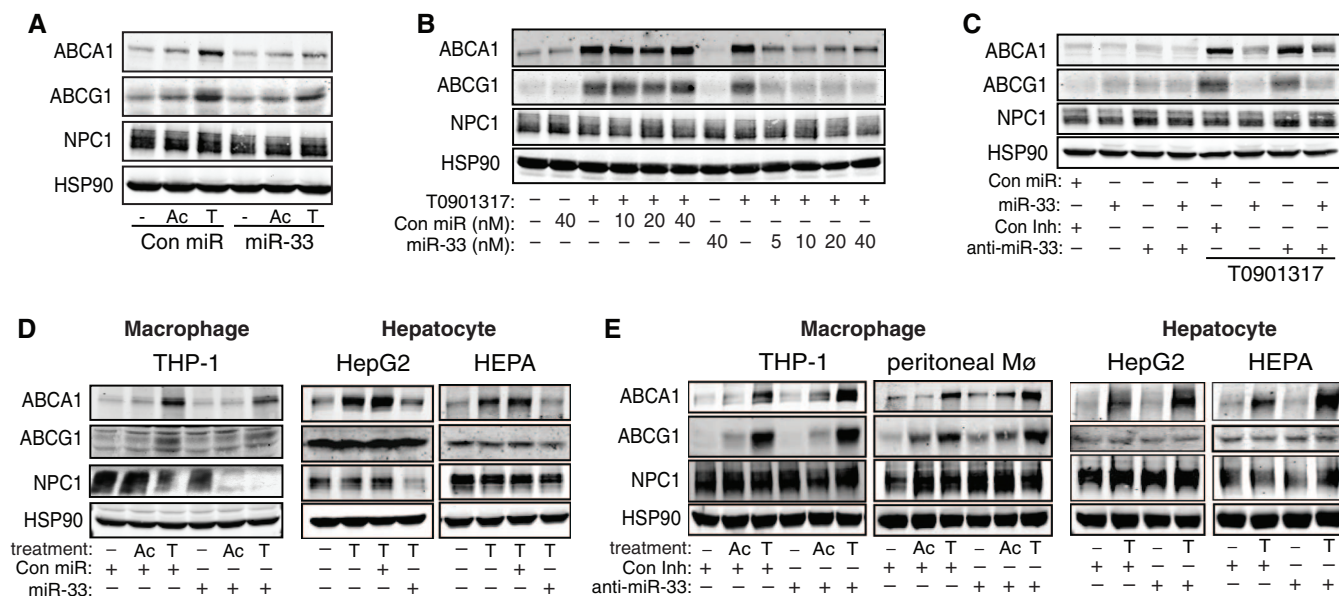 A
ABCA1
ABCG1
NPC1
HSP90
- Ac T - Ac T
Con miR miR-33
B
ABCA1
ABCG1
NPC1
HSP90
T0901317: – – + + + + – + + + + +
Con miR (nM): – 40 – 10 20 40 – – – – – –
miR-33 (nM): – – – – – – 40 – 5 10 20 40
C
ABCA1
ABCG1
NPC1
HSP90
Con miR: + – – – + – – –
miR-33: – + – + – + – +
Con Inh: + – – – + – – –
anti-miR-33: – – + + – – + +
T0901317
D
Macrophage Hepatocyte
THP-1 HepG2 HEPA
ABCA1
ABCG1
NPC1
HSP90
treatment: – Ac T – Ac T – T T T – T T T
Con miR: + + + – – – – – + – – – + –
miR-33: – – – + + + – – – + – – – +
E
Macrophage Hepatocyte
THP-1 peritoneal Mø HepG2 HEPA
ABCA1
ABCG1
NPC1
HSP90
treatment: – Ac T – Ac T – Ac T – Ac T – T – T – T – T
Con Inh: + + + – – – + + + – – – + + – – + + – –
anti-miR-33: – – – + + + – – – + + + – – + + – – + +